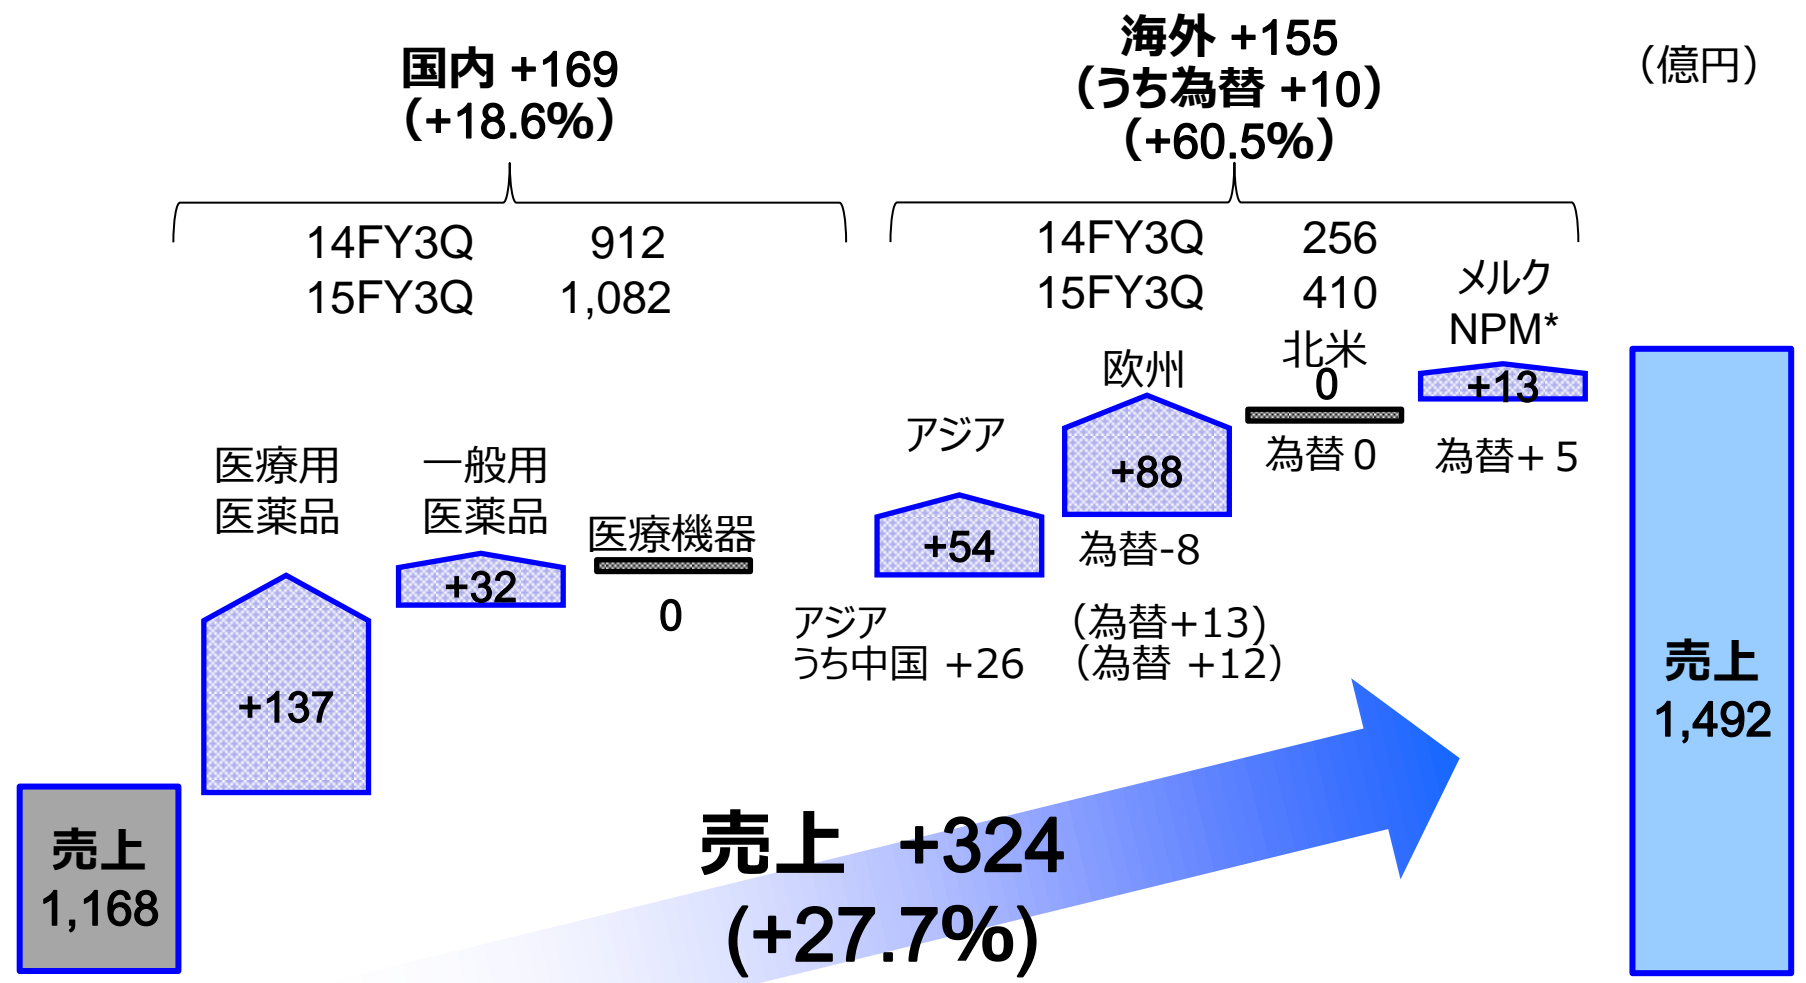 国内 +169
（+18.6%）
海外 +155
（うち為替 +10）
（+60.5%）
（億円）
14FY3Q 912
15FY3Q 1,082
14FY3Q 256
15FY3Q 410
医療用
医薬品
+137
一般用
医薬品
+32
医療機器
0
アジア
+54
欧州
+88
為替-8
北米
0
為替０
メルク
NPM*
+13
為替+５
アジア （為替+13）
うち中国 +26 （為替 +12）
売上
1,168
売上 +324
(+27.7%)
売上
1,492